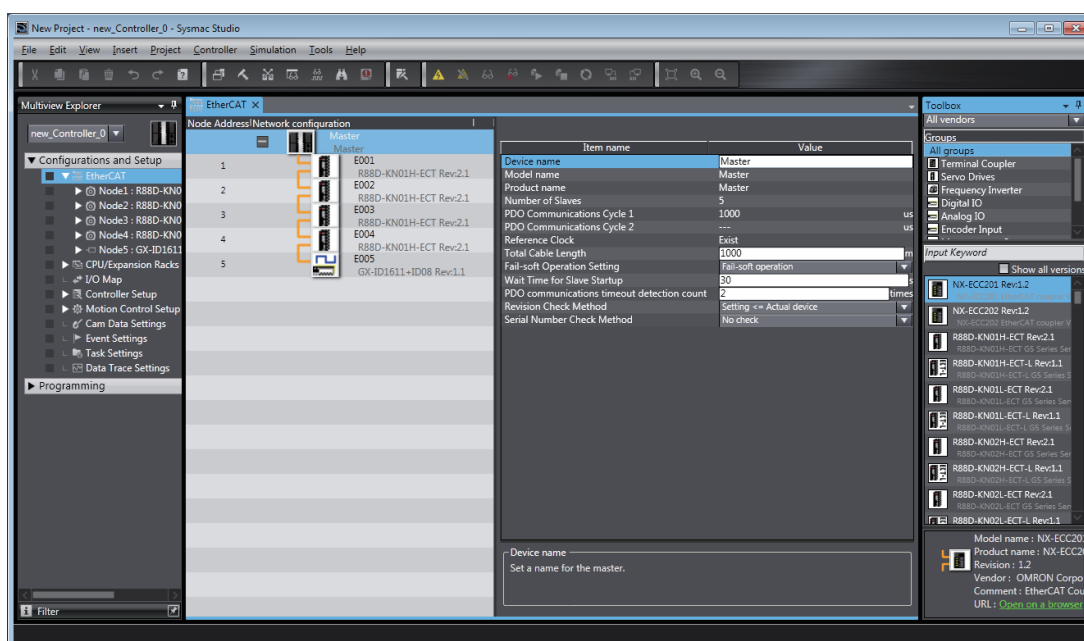 New Project - new_Controller_0 - Sysmac Studio
File Edit View Insert Project Controller Simulation Tools Help
Multiview Explorer
new_Controller_0
Configurations and Setup
EtherCAT
Node1 : R88D-KN0
Node2 : R88D-KN0
Node3 : R88D-KN0
Node4 : R88D-KN0
Node5 : GX-ID1611
CPU/Expansion Racks
I/O Map
Controller Setup
Motion Control Setup
Cam Data Settings
Event Settings
Task Settings
Data Trace Settings
Programming
Filter
EtherCAT
Node Address Network configuration
Master
Master
1 E001
R88D-KN01H-ECT Rev:2.1
2 E002
R88D-KN01H-ECT Rev:2.1
3 E003
R88D-KN01H-ECT Rev:2.1
4 E004
R88D-KN01H-ECT Rev:2.1
5 E005
GX-ID1611+ID08 Rev:1.1
Item name Value
Device name Master
Model name Master
Product name Master
Number of Slaves 5
PDO Communications Cycle 1 1000 us
PDO Communications Cycle 2 --- us
Reference Clock Exist
Total Cable Length 1000 m
Fail-soft Operation Setting Fail-soft operation
Wait Time for Slave Startup 30 s
PDO communications timeout detection count 2 times
Revision Check Method Setting <= Actual device
Serial Number Check Method No check
Device name
Set a name for the master.
Toolbox
All vendors
Groups
All groups
Terminal Coupler
Servo Drives
Frequency Inverter
Digital IO
Analog IO
Encoder Input
Input Keyword
Show all versions
NX-ECC201 Rev:1.2
NX-ECC202 Rev:1.2
NX-ECC202 EtherCAT coupler V
R88D-KN01H-ECT Rev:2.1
R88D-KN01H-ECT G5 Series Ser
R88D-KN01H-ECT-L Rev:1.1
R88D-KN01H-ECT-L G5 Series S
R88D-KN01L-ECT Rev:2.1
R88D-KN01L-ECT G5 Series Ser
R88D-KN01L-ECT-L Rev:1.1
R88D-KN01L-ECT-L G5 Series S
R88D-KN02H-ECT Rev:2.1
R88D-KN02H-ECT G5 Series Ser
R88D-KN02H-ECT-L Rev:1.1
R88D-KN02H-ECT-L G5 Series S
R88D-KN02L-ECT Rev:2.1
R88D-KN02L-ECT G5 Series Ser
R88D-KN02L-ECT-L Rev:1.1
Model name : NX-ECC20
Product name : NX-ECC20
Revision : 1.2
Vendor : OMRON Corpo
Comment : EtherCAT Cou
URL : Open on a browser